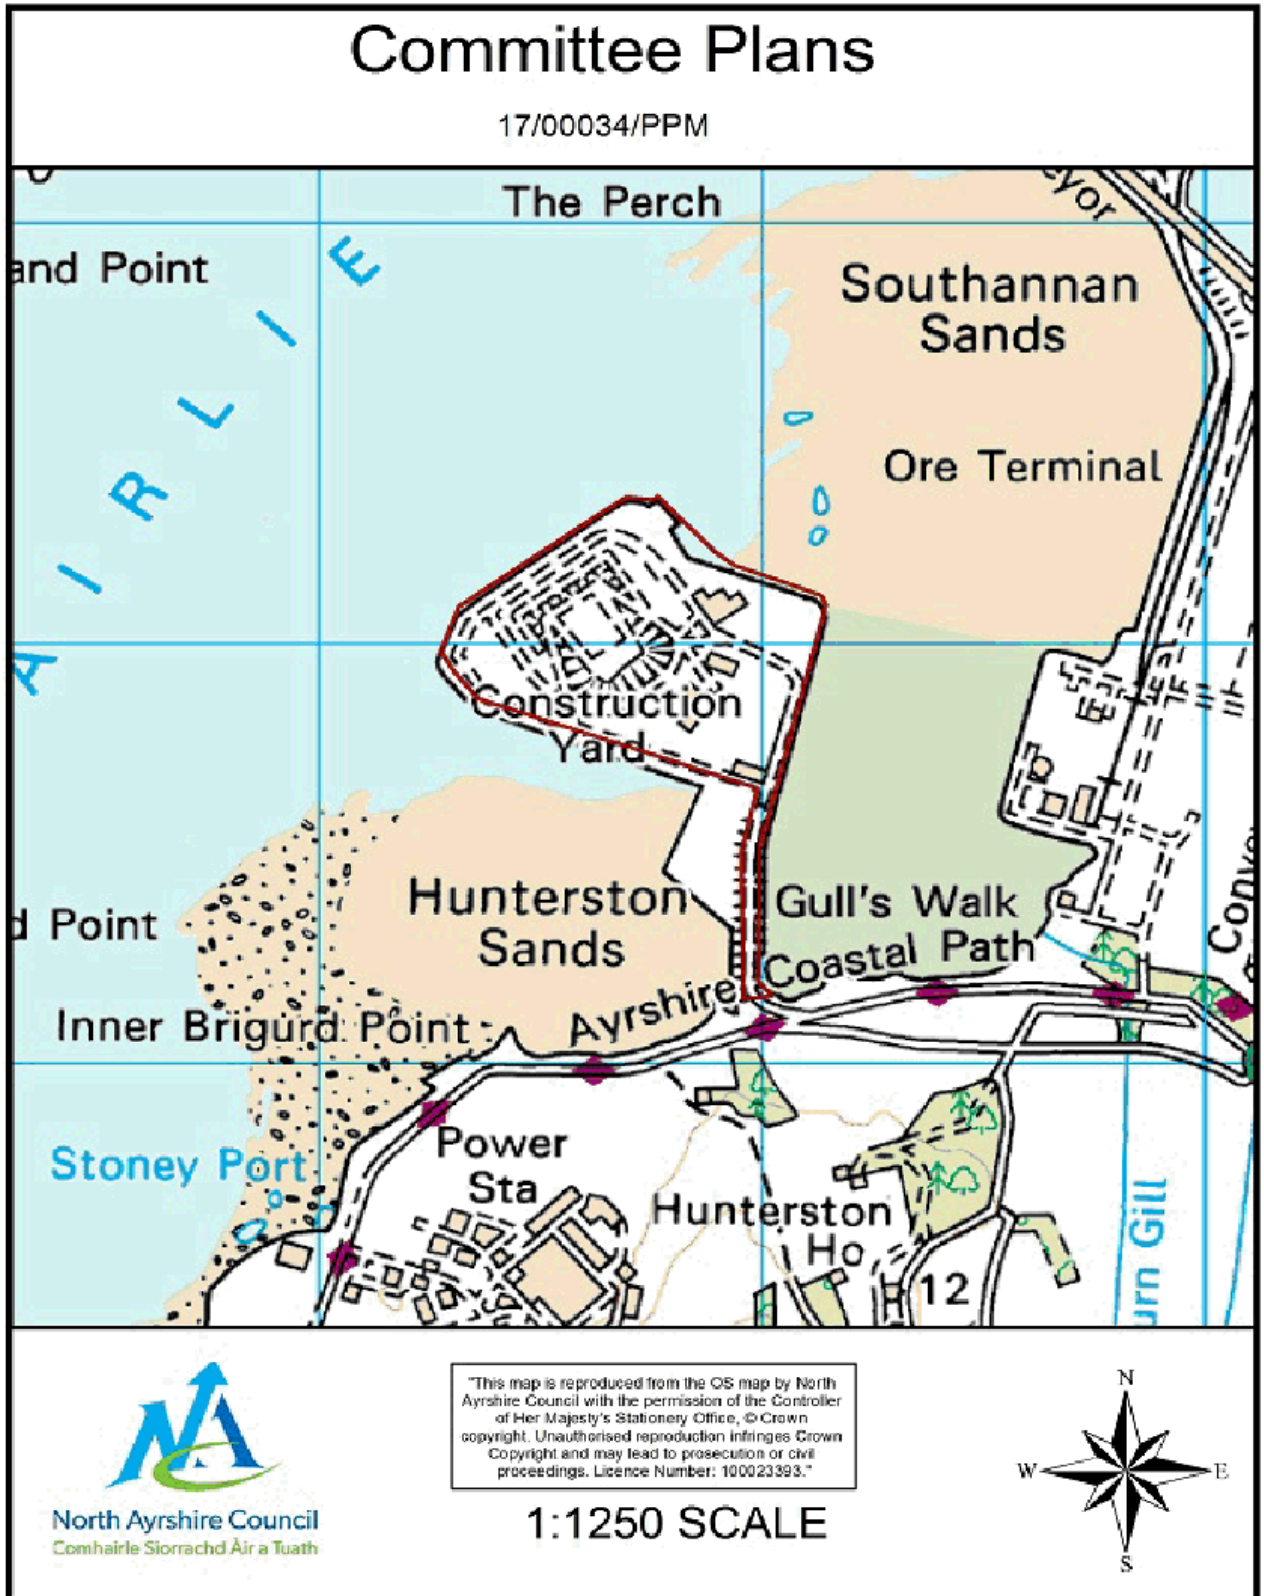 Committee Plans
17/00034/PPM
The Perch
and Point
Southannan
Sands
Ore Terminal
A I R L I E
Construction
Yard
Hunterston
Sands
Gull's Walk
d Point
Ayrshire Coastal Path
Inner Brigurd Point
Conv
Stoney Port
Power
Sta
Hunterston
Ho
12
urn Gill
"This map is reproduced from the OS map by North
Ayrshire Council with the permission of the Controller
of Her Majesty's Stationery Office, © Crown
copyright. Unauthorised reproduction infringes Crown
Copyright and may lead to prosecution or civil
proceedings. Licence Number: 100023393."
1:1250 SCALE
North Ayrshire Council
Comhairle Siorrachd Àir a Tuath
N
W
E
S